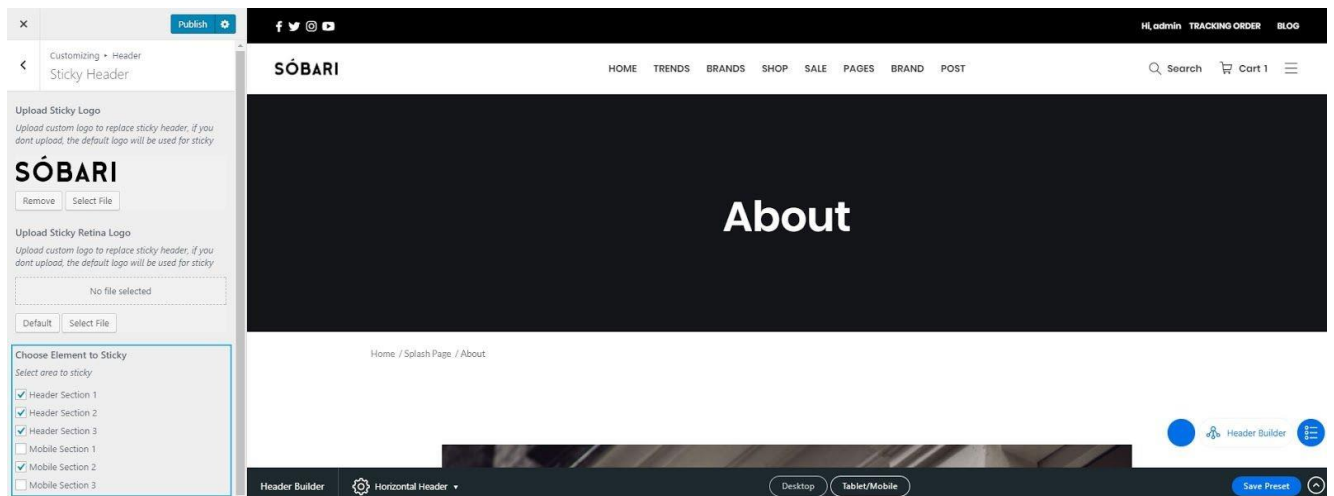 Publish
Customizing ▸ Header
Sticky Header
Upload Sticky Logo
Upload custom logo to replace sticky header, if you
dont upload, the default logo will be used for sticky
SÓBARI
Remove
Select File
Upload Sticky Retina Logo
Upload custom logo to replace sticky header, if you
dont upload, the default logo will be used for sticky
No file selected
Default
Select File
Choose Element to Sticky
Select area to sticky
Header Section 1
Header Section 2
Header Section 3
Mobile Section 1
Mobile Section 2
Mobile Section 3
Hi, admin TRACKING ORDER BLOG
SÓBARI
HOME TRENDS BRANDS SHOP SALE PAGES BRAND POST
Search Cart 1
About
Home / Splash Page / About
Header Builder
Header Builder Horizontal Header
Desktop Tablet/Mobile
Save Preset